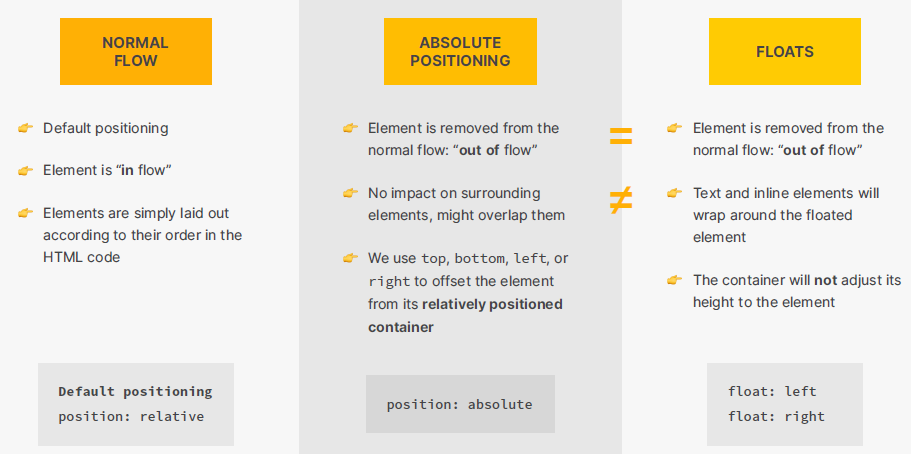 NORMAL
FLOW
Default positioning
Element is “in flow”
Elements are simply laid out
according to their order in the
HTML code
Default positioning
position: relative
ABSOLUTE
POSITIONING
Element is removed from the
normal flow: “out of flow”
No impact on surrounding
elements, might overlap them
We use top, bottom, left, or
right to offset the element
from its relatively positioned
container
position: absolute
=
≠
FLOATS
Element is removed from the
normal flow: “out of flow”
Text and inline elements will
wrap around the floated
element
The container will not adjust its
height to the element
float: left
float: right